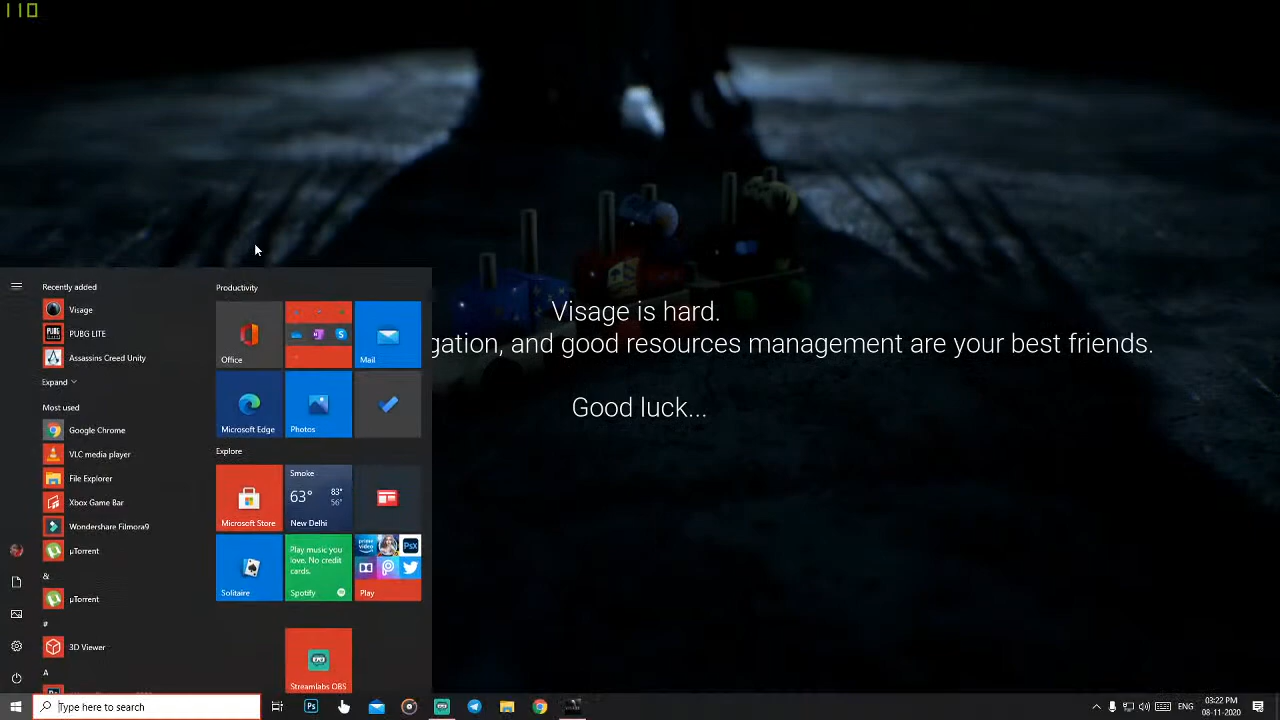 110
Visage is hard.
gation, and good resources management are your best friends.
Good luck...
Recently added
Visage
PUBG LITE
Assassins Creed Unity
Expand
Most used
Google Chrome
VLC media player
File Explorer
Xbox Game Bar
Wondershare Filmora9
µTorrent
&
µTorrent
#
3D Viewer
A
Productivity
Office
Mail
Microsoft Edge
Photos
Explore
Microsoft Store
Smoke
63° 83°
56°
New Delhi
Solitaire
Play music you
love. No credit
cards.
Spotify
prime video
PsX
Play
Streamlabs OBS
Type here to search
Ps
ENG
03:22 PM
08-11-2020